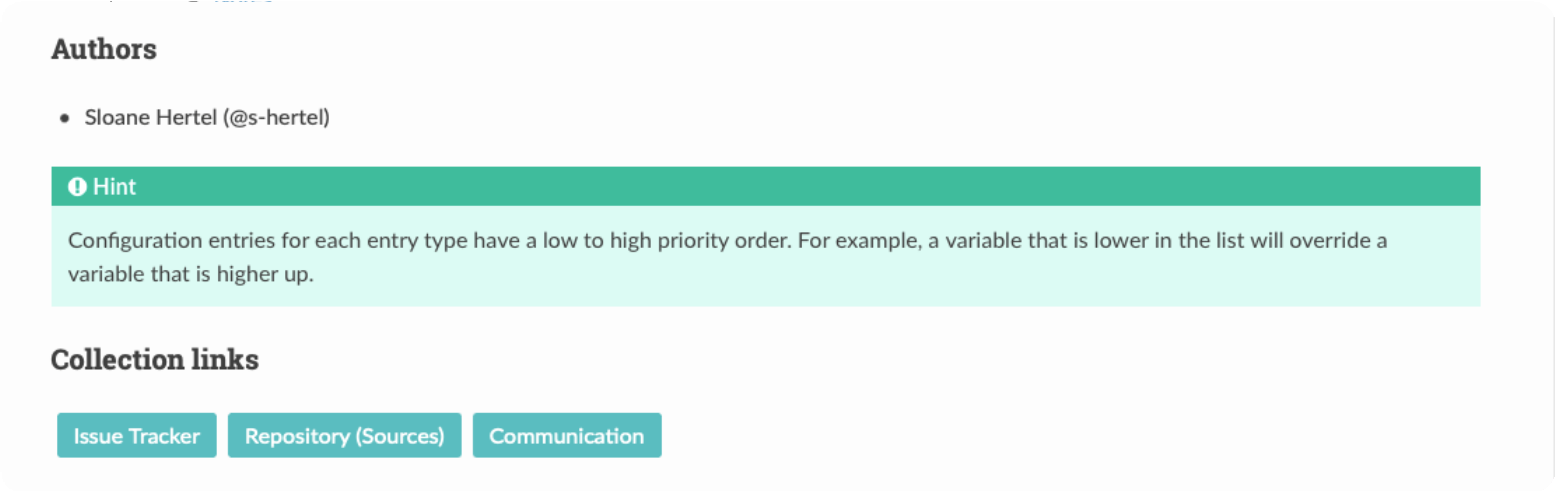 Authors
Sloane Hertel (@s-hertel)
Hint
Configuration entries for each entry type have a low to high priority order. For example, a variable that is lower in the list will override a
variable that is higher up.
Collection links
Issue Tracker
Repository (Sources)
Communication